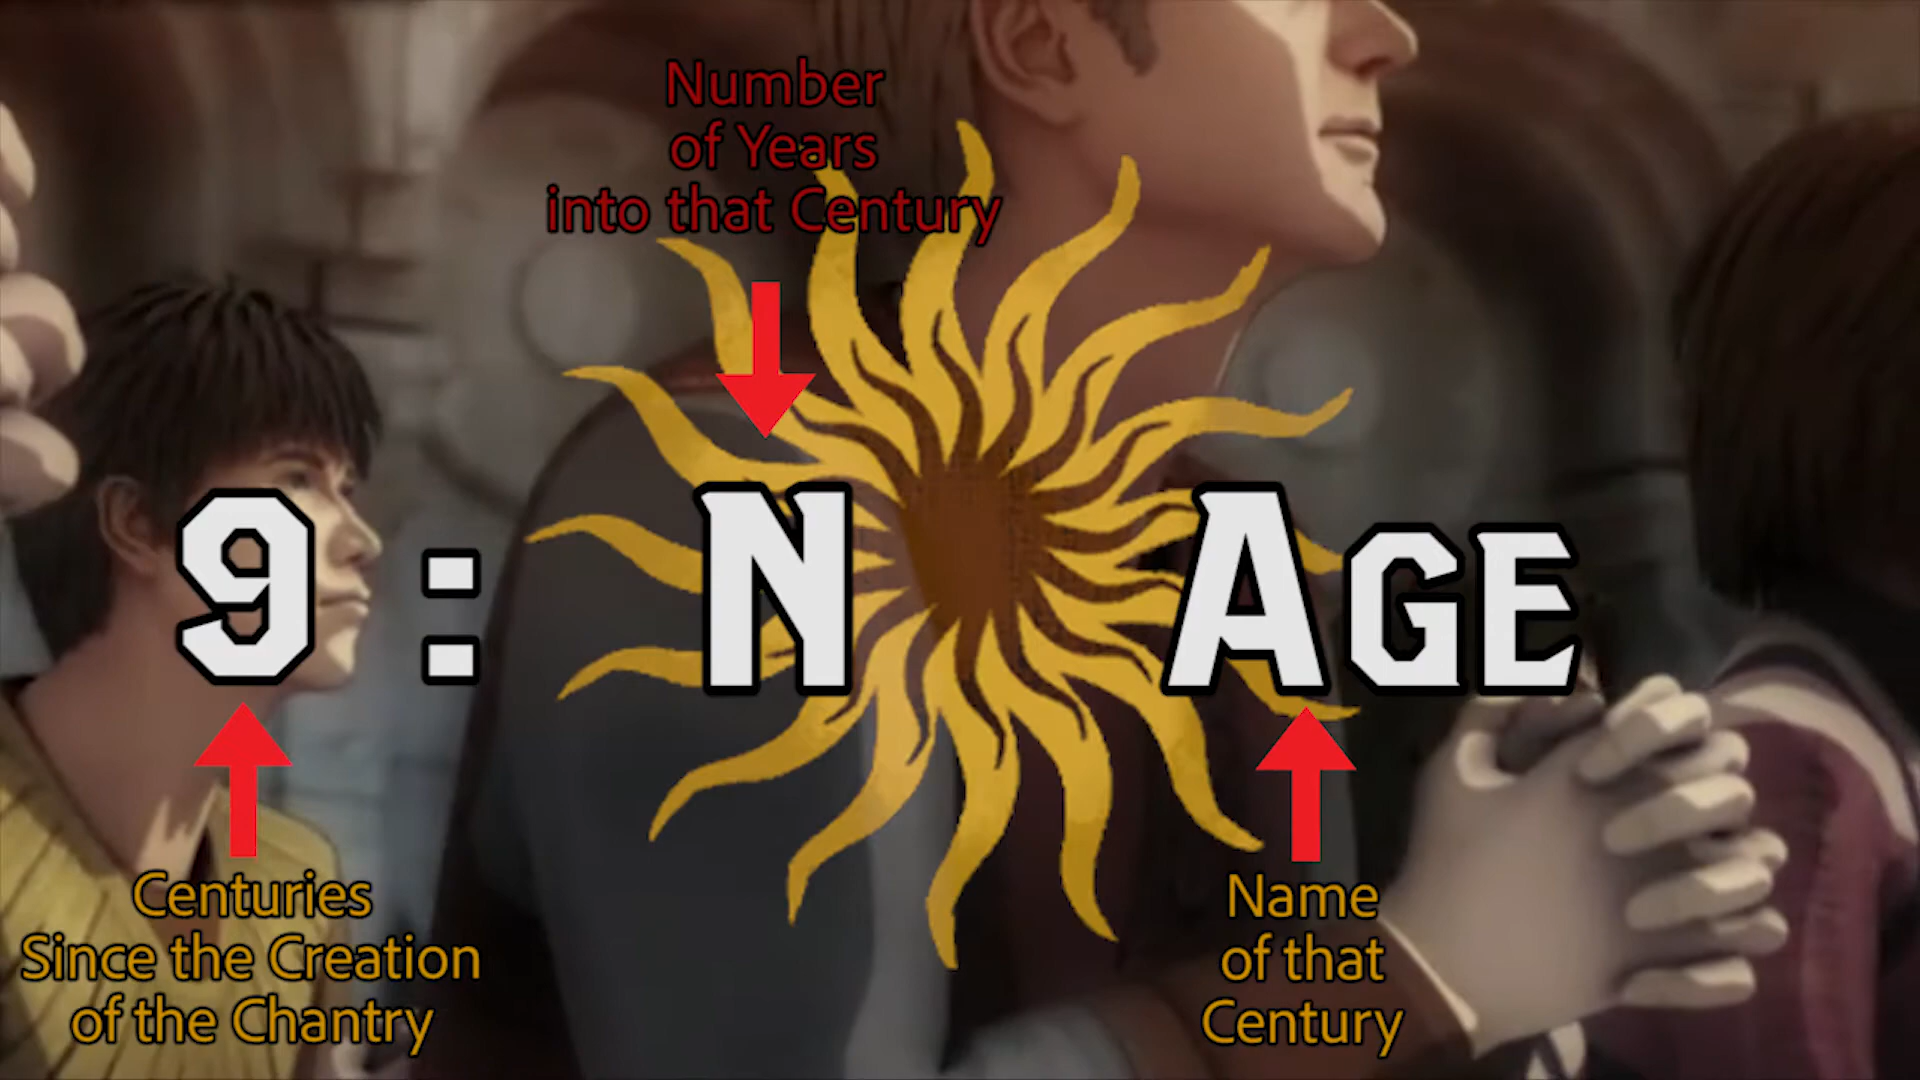 Number
of Years
into that Century
9 : N AGE
Centuries
Since the Creation
of the Chantry
Name
of that
Century